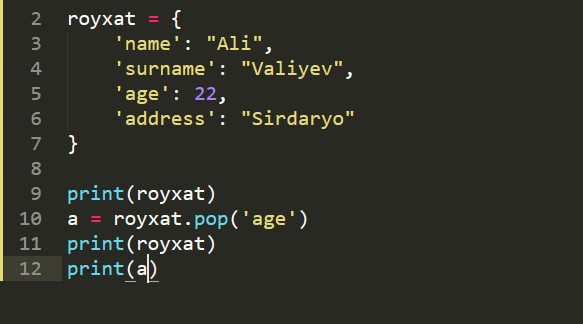 2 royxat = {
3     'name': "Ali",
4     'surname': "Valiyev",
5     'age': 22,
6     'address': "Sirdaryo"
7 }
8
9 print(royxat)
10 a = royxat.pop('age')
11 print(royxat)
12 print(a)